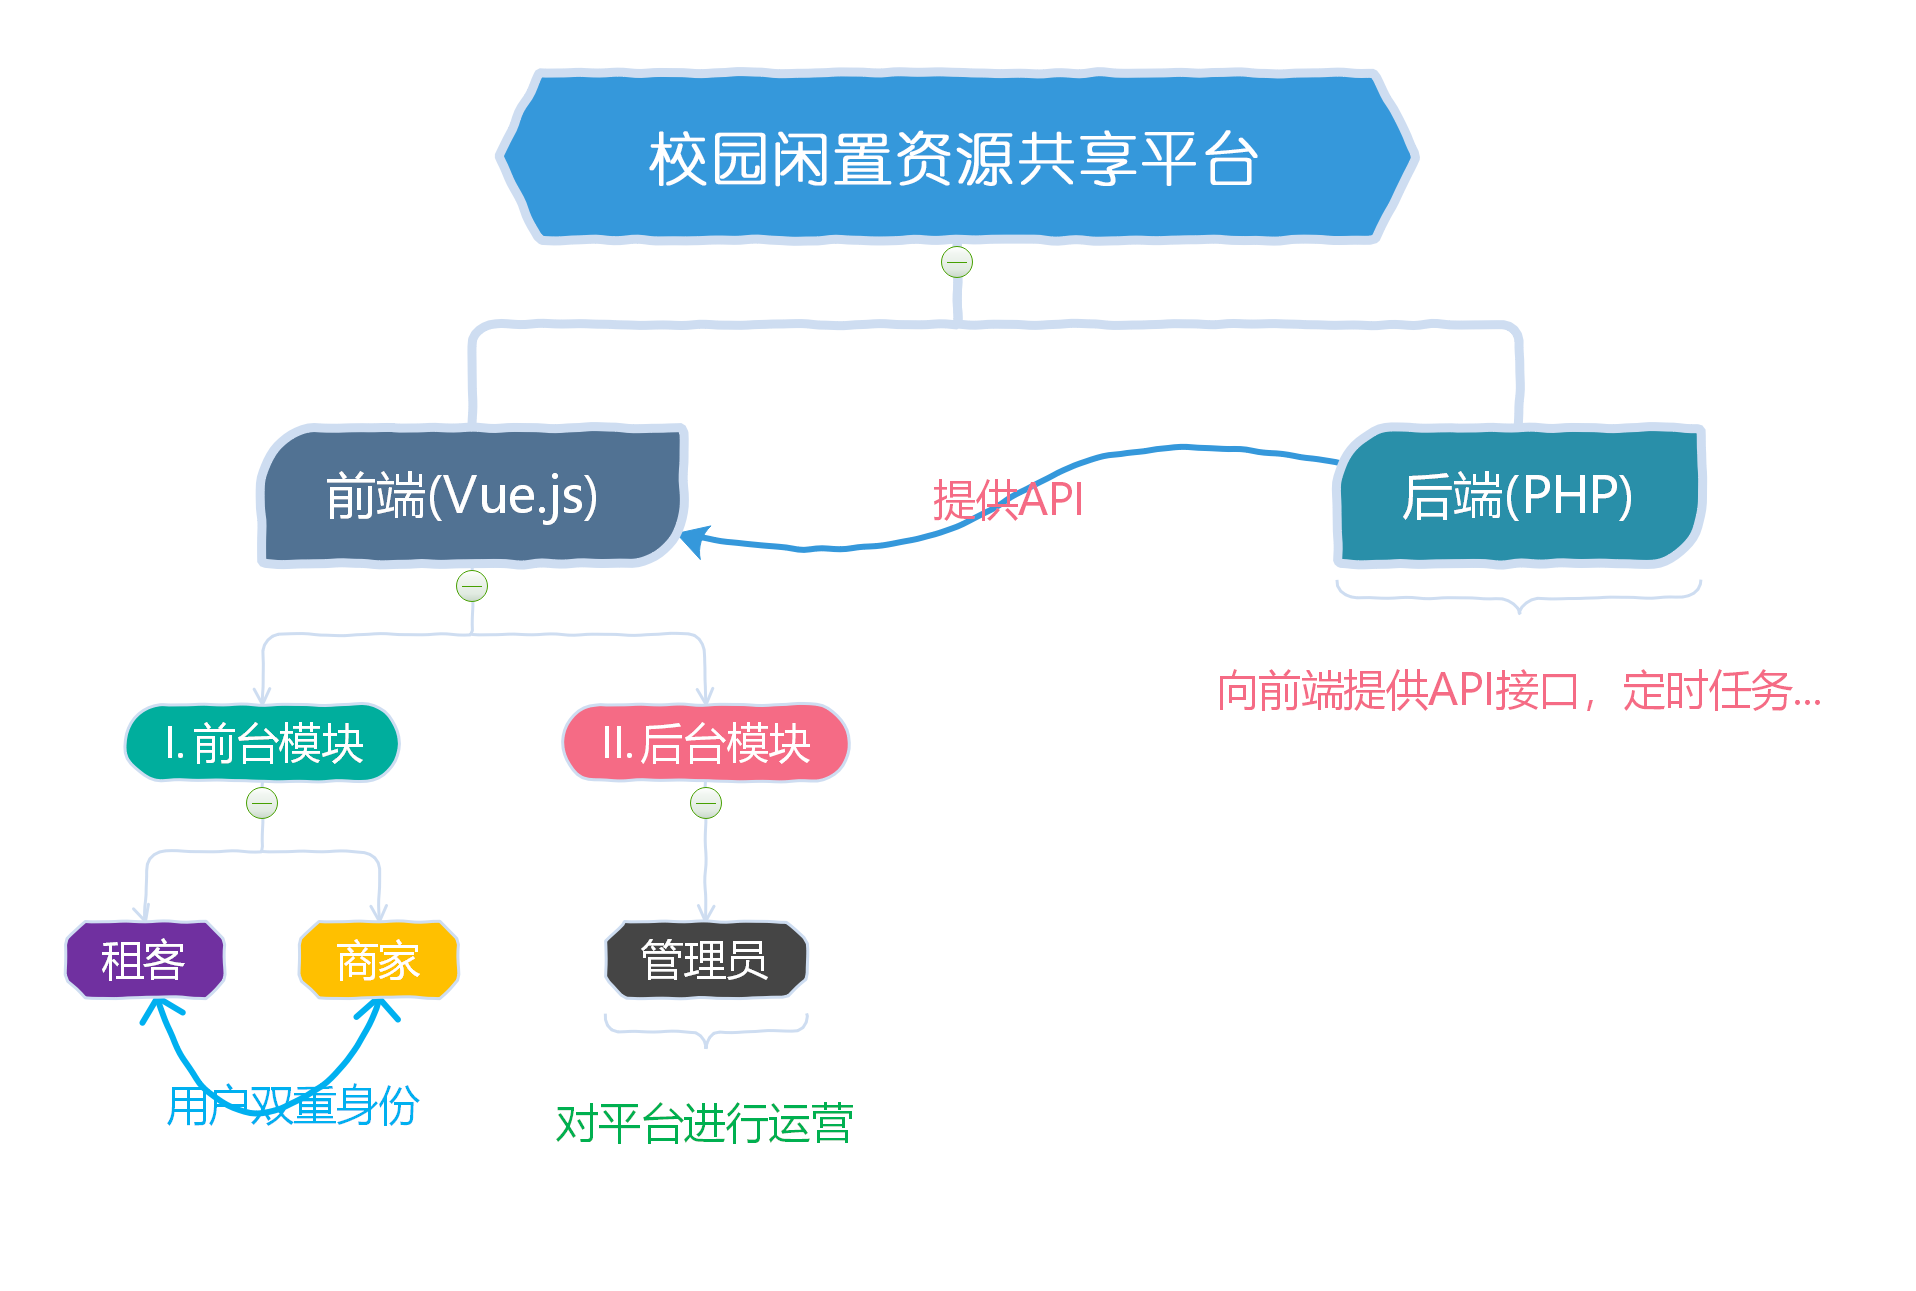 校园闲置资源共享平台
前端(Vue.js)
提供API
后端(PHP)
向前端提供API接口，定时任务...
I. 前台模块
II. 后台模块
租客
商家
管理员
用户双重身份
对平台进行运营